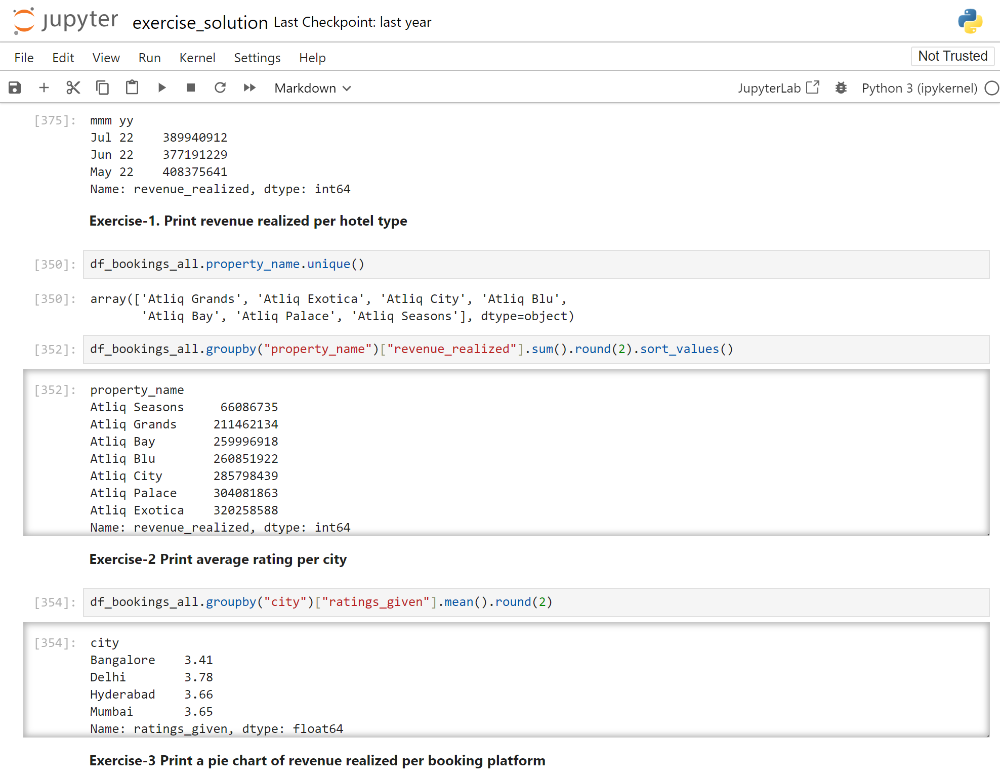 jupyter exercise_solution Last Checkpoint: last year
File Edit View Run Kernel Settings Help Not Trusted
Markdown JupyterLab Python 3 (ipykernel)
[375]: mmm yy
Jul 22    389940912
Jun 22    377191229
May 22    408375641
Name: revenue_realized, dtype: int64
Exercise-1. Print revenue realized per hotel type
[350]: df_bookings_all.property_name.unique()
[350]: array(['Atliq Grands', 'Atliq Exotica', 'Atliq City', 'Atliq Blu',
       'Atliq Bay', 'Atliq Palace', 'Atliq Seasons'], dtype=object)
[352]: df_bookings_all.groupby("property_name")["revenue_realized"].sum().round(2).sort_values()
[352]: property_name
Atliq Seasons     66086735
Atliq Grands     211462134
Atliq Bay        259996918
Atliq Blu        260851922
Atliq City       285798439
Atliq Palace     304081863
Atliq Exotica    320258588
Name: revenue_realized, dtype: int64
Exercise-2 Print average rating per city
[354]: df_bookings_all.groupby("city")["ratings_given"].mean().round(2)
[354]: city
Bangalore    3.41
Delhi        3.78
Hyderabad    3.66
Mumbai       3.65
Name: ratings_given, dtype: float64
Exercise-3 Print a pie chart of revenue realized per booking platform